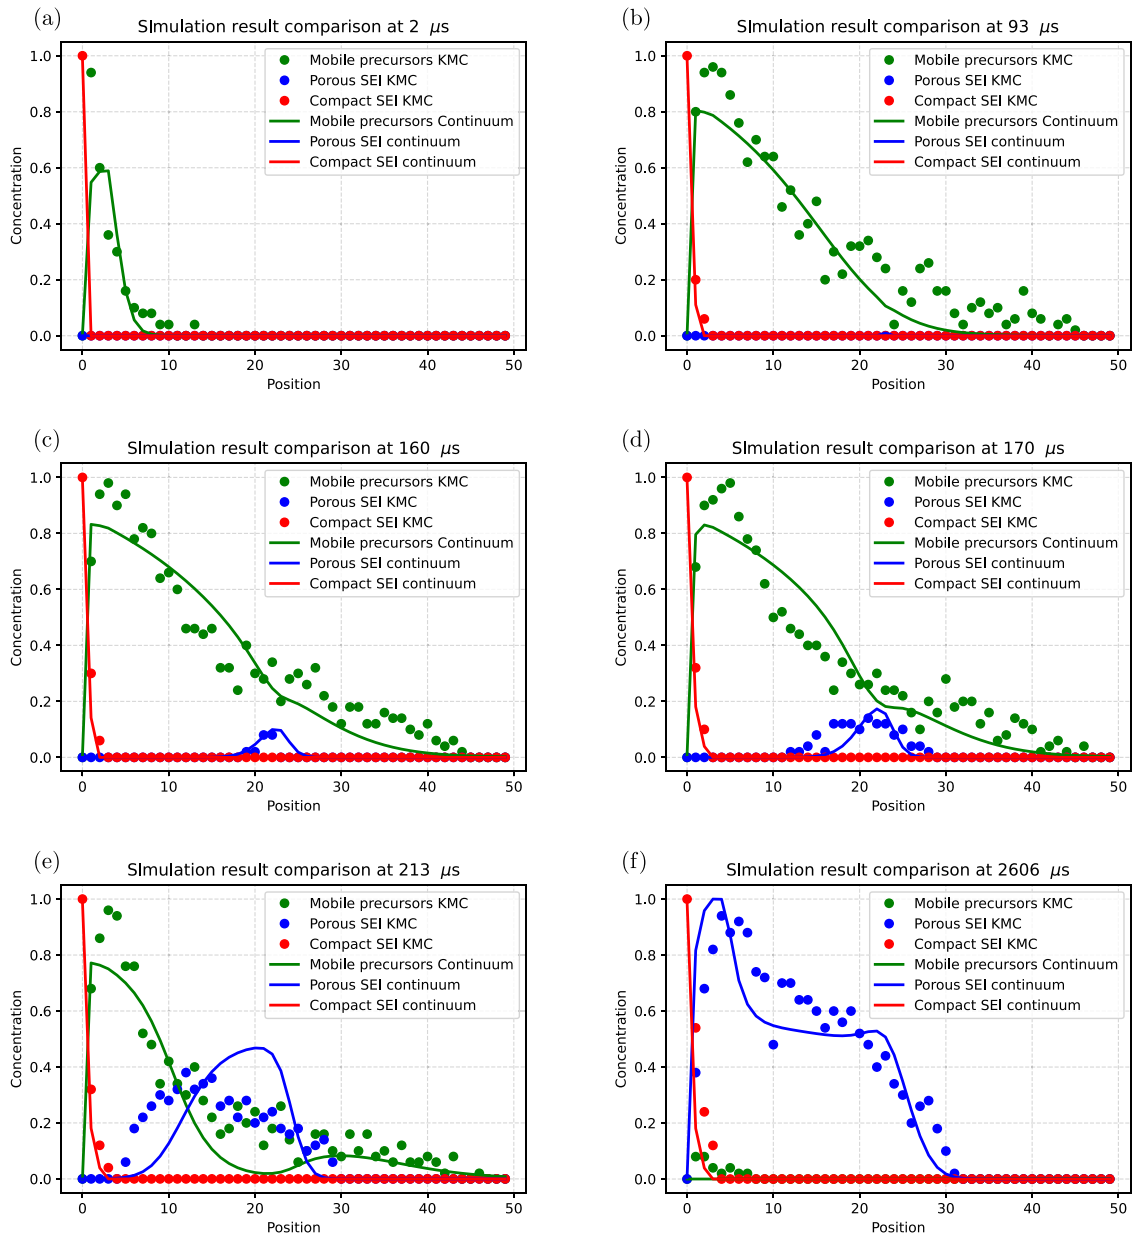 (a)
SImulation result comparison at 2 μs
Concentration
1.0
0.8
0.6
0.4
0.2
0.0
Mobile precursors KMC
Porous SEI KMC
Compact SEI KMC
Mobile precursors Continuum
Porous SEI continuum
Compact SEI continuum
0 10 20 30 40 50
Position
(b)
SImulation result comparison at 93 μs
Concentration
1.0
0.8
0.6
0.4
0.2
0.0
Mobile precursors KMC
Porous SEI KMC
Compact SEI KMC
Mobile precursors Continuum
Porous SEI continuum
Compact SEI continuum
0 10 20 30 40 50
Position
(c)
SImulation result comparison at 160 μs
Concentration
1.0
0.8
0.6
0.4
0.2
0.0
Mobile precursors KMC
Porous SEI KMC
Compact SEI KMC
Mobile precursors Continuum
Porous SEI continuum
Compact SEI continuum
0 10 20 30 40 50
Position
(d)
SImulation result comparison at 170 μs
Concentration
1.0
0.8
0.6
0.4
0.2
0.0
Mobile precursors KMC
Porous SEI KMC
Compact SEI KMC
Mobile precursors Continuum
Porous SEI continuum
Compact SEI continuum
0 10 20 30 40 50
Position
(e)
SImulation result comparison at 213 μs
Concentration
1.0
0.8
0.6
0.4
0.2
0.0
Mobile precursors KMC
Porous SEI KMC
Compact SEI KMC
Mobile precursors Continuum
Porous SEI continuum
Compact SEI continuum
0 10 20 30 40 50
Position
(f)
SImulation result comparison at 2606 μs
Concentration
1.0
0.8
0.6
0.4
0.2
0.0
Mobile precursors KMC
Porous SEI KMC
Compact SEI KMC
Mobile precursors Continuum
Porous SEI continuum
Compact SEI continuum
0 10 20 30 40 50
Position